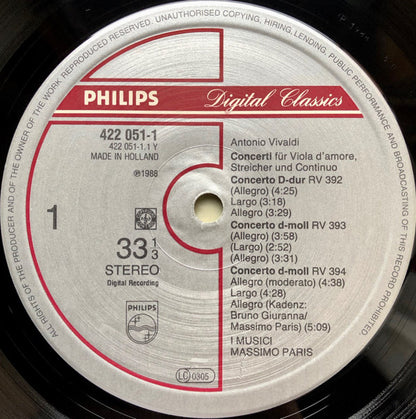 ALL RIGHTS OF THE PRODUCER AND OF THE OWNER OF THE WORK REPRODUCED RESERVED. UNAUTHORISED COPYING, HIRING, LENDING, PUBLIC PERFORMANCE AND BROADCASTING OF THIS RECORD PROHIBITED.
PHILIPS
Digital Classics
422 051-1
422 051-1.1 Y
MADE IN HOLLAND
℗1988
1
33 1/3
STEREO
Digital Recording
PHILIPS
LC 0305
Antonio Vivaldi
Concerti für Viola d'amore,
Streicher und Continuo
Concerto D-dur RV 392
(Allegro) (4:25)
Largo (3:18)
Allegro (3:29)
Concerto d-moll RV 393
(Allegro) (3:58)
(Largo) (2:52)
(Allegro) (3:31)
Concerto d-moll RV 394
Allegro (moderato) (4:38)
Largo (4:28)
Allegro (Kadenz:
Bruno Giuranna/
Massimo Paris) (5:09)
I MUSICI
MASSIMO PARIS